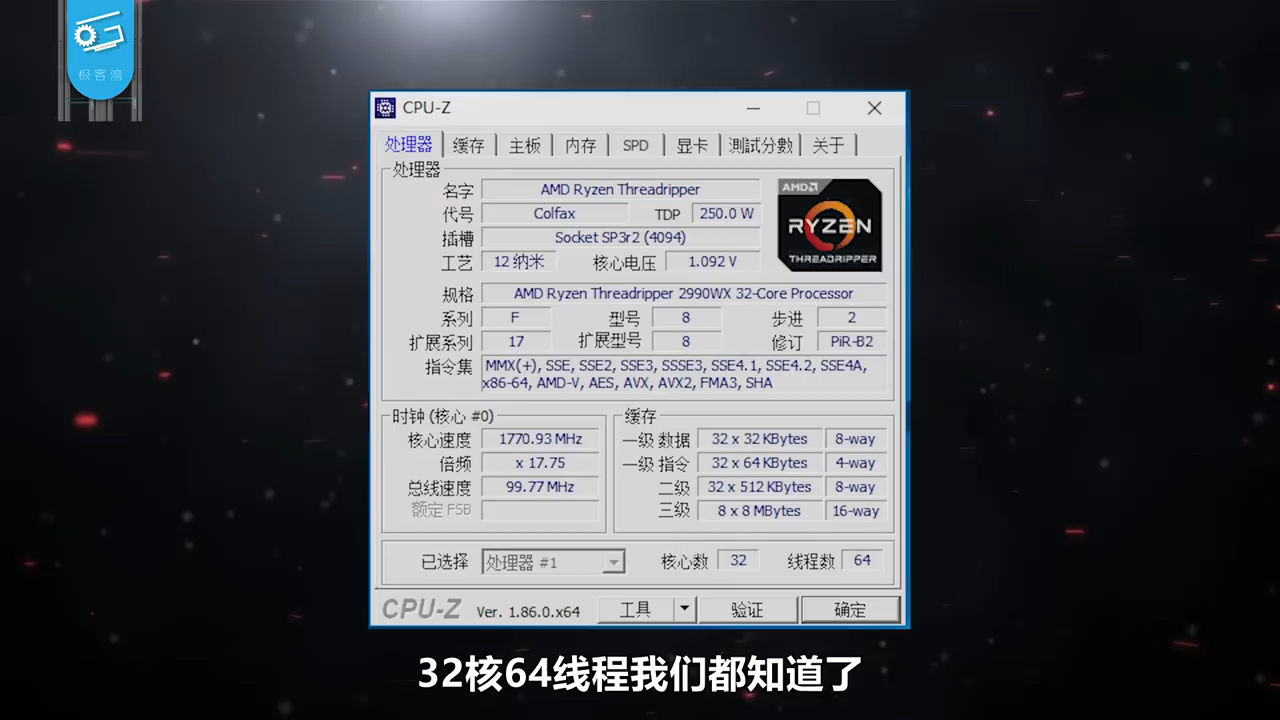 极客湾
CPU-Z
处理器 缓存 主板 内存 SPD 显卡 測試分數 关于
处理器
名字 AMD Ryzen Threadripper
代号 Colfax TDP 250.0 W
插槽 Socket SP3r2 (4094)
工艺 12 纳米 核心电压 1.092 V
AMD
RYZEN
THREADRIPPER
规格 AMD Ryzen Threadripper 2990WX 32-Core Processor
系列 F 型号 8 步进 2
扩展系列 17 扩展型号 8 修订 PiR-B2
指令集 MMX(+), SSE, SSE2, SSE3, SSSE3, SSE4.1, SSE4.2, SSE4A,
x86-64, AMD-V, AES, AVX, AVX2, FMA3, SHA
时钟 (核心 #0)
核心速度 1770.93 MHz
倍频 x 17.75
总线速度 99.77 MHz
额定 FSB
缓存
一级 数据 32 x 32 KBytes 8-way
一级 指令 32 x 64 KBytes 4-way
二级 32 x 512 KBytes 8-way
三级 8 x 8 MBytes 16-way
已选择 处理器 #1 核心数 32 线程数 64
CPU-Z Ver. 1.86.0.x64 工具 验证 确定
32核64线程我们都知道了